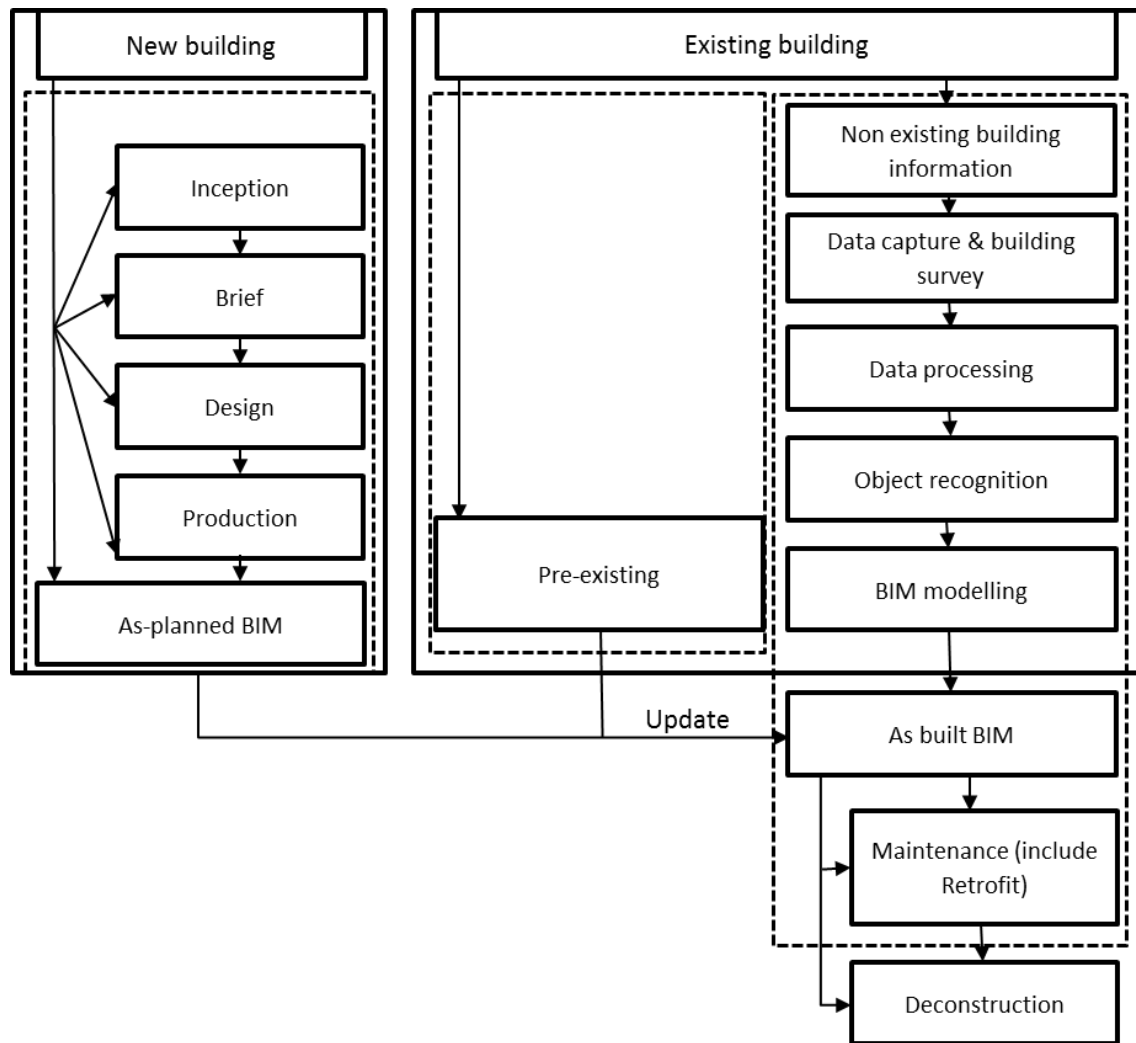 New building
Existing building
Inception
Brief
Design
Production
As-planned BIM
Pre-existing
Non existing building
information
Data capture & building
survey
Data processing
Object recognition
BIM modelling
Update
As built BIM
Maintenance (include
Retrofit)
Deconstruction